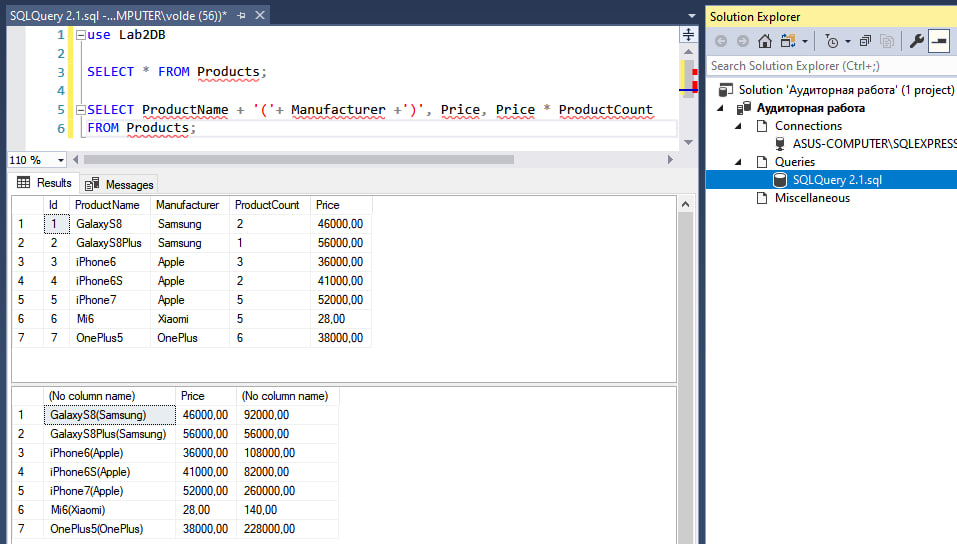 SQLQuery 2.1.sql -...MPUTER\volde (56))*
1 use Lab2DB
2
3 SELECT * FROM Products;
4
5 SELECT ProductName + '('+ Manufacturer +')', Price, Price * ProductCount
6 FROM Products;
110 %
Results Messages
Id ProductName Manufacturer ProductCount Price
1 1 GalaxyS8 Samsung 2 46000,00
2 2 GalaxyS8Plus Samsung 1 56000,00
3 3 iPhone6 Apple 3 36000,00
4 4 iPhone6S Apple 2 41000,00
5 5 iPhone7 Apple 5 52000,00
6 6 Mi6 Xiaomi 5 28,00
7 7 OnePlus5 OnePlus 6 38000,00
(No column name) Price (No column name)
1 GalaxyS8(Samsung) 46000,00 92000,00
2 GalaxyS8Plus(Samsung) 56000,00 56000,00
3 iPhone6(Apple) 36000,00 108000,00
4 iPhone6S(Apple) 41000,00 82000,00
5 iPhone7(Apple) 52000,00 260000,00
6 Mi6(Xiaomi) 28,00 140,00
7 OnePlus5(OnePlus) 38000,00 228000,00
Solution Explorer
Search Solution Explorer (Ctrl+;)
Solution 'Аудиторная работа' (1 project)
Аудиторная работа
Connections
ASUS-COMPUTER\SQLEXPRESS
Queries
SQLQuery 2.1.sql
Miscellaneous